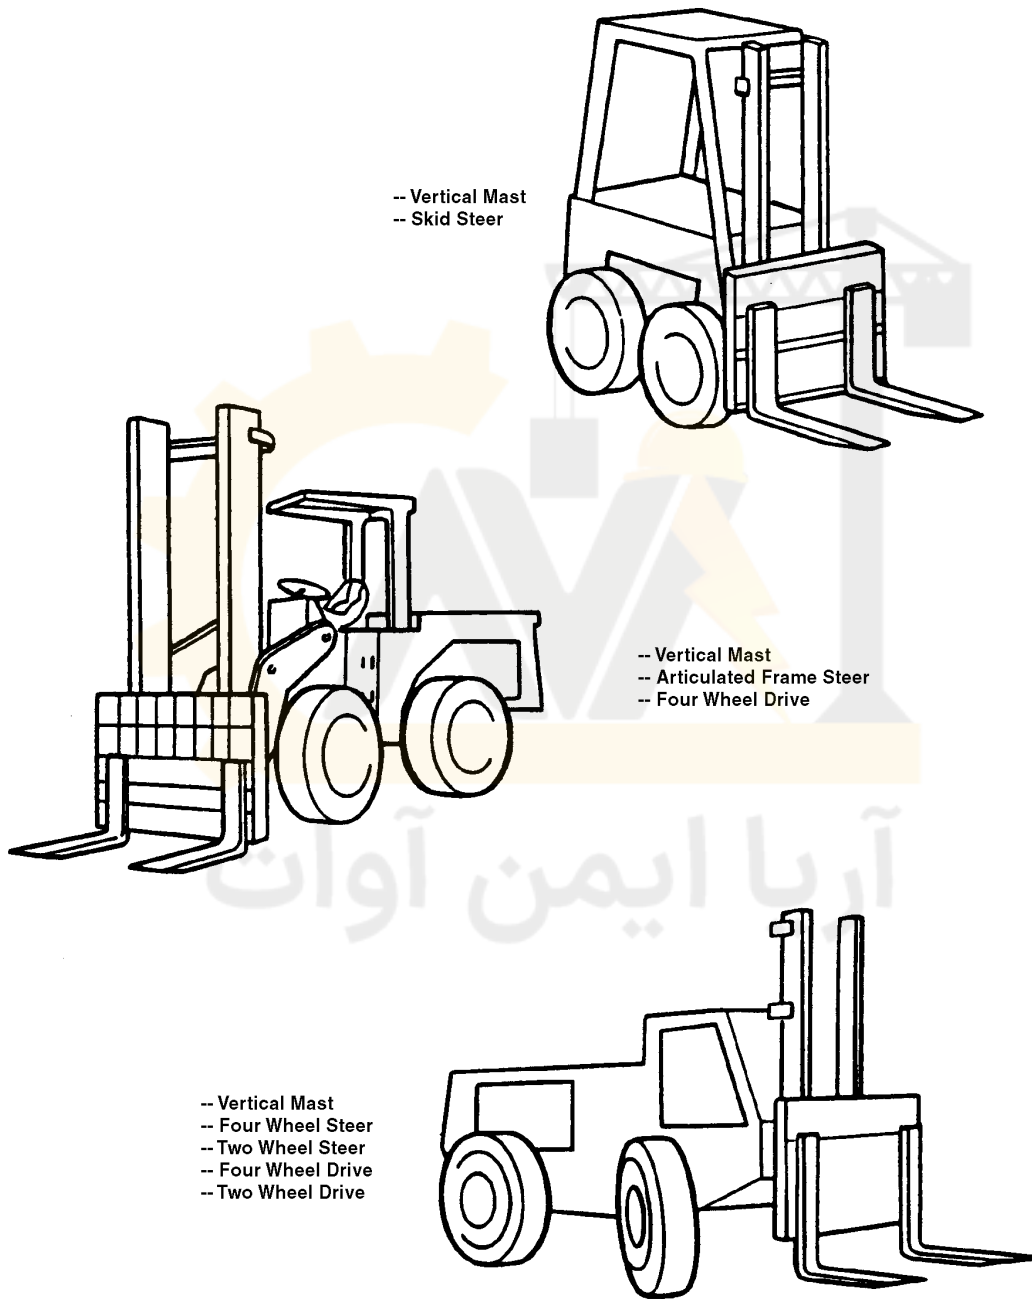 -- Vertical Mast
-- Skid Steer
-- Vertical Mast
-- Articulated Frame Steer
-- Four Wheel Drive
آریا ایمن آوات
-- Vertical Mast
-- Four Wheel Steer
-- Two Wheel Steer
-- Four Wheel Drive
-- Two Wheel Drive